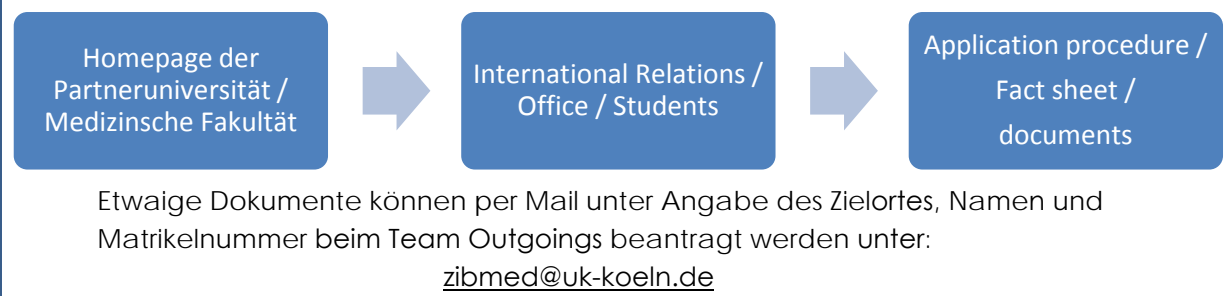 Homepage der
Partneruniversität /
Medizinsche Fakultät
International Relations /
Office / Students
Application procedure /
Fact sheet /
documents
Etwaige Dokumente können per Mail unter Angabe des Zielortes, Namen und
Matrikelnummer beim Team Outgoings beantragt werden unter:
zibmed@uk-koeln.de